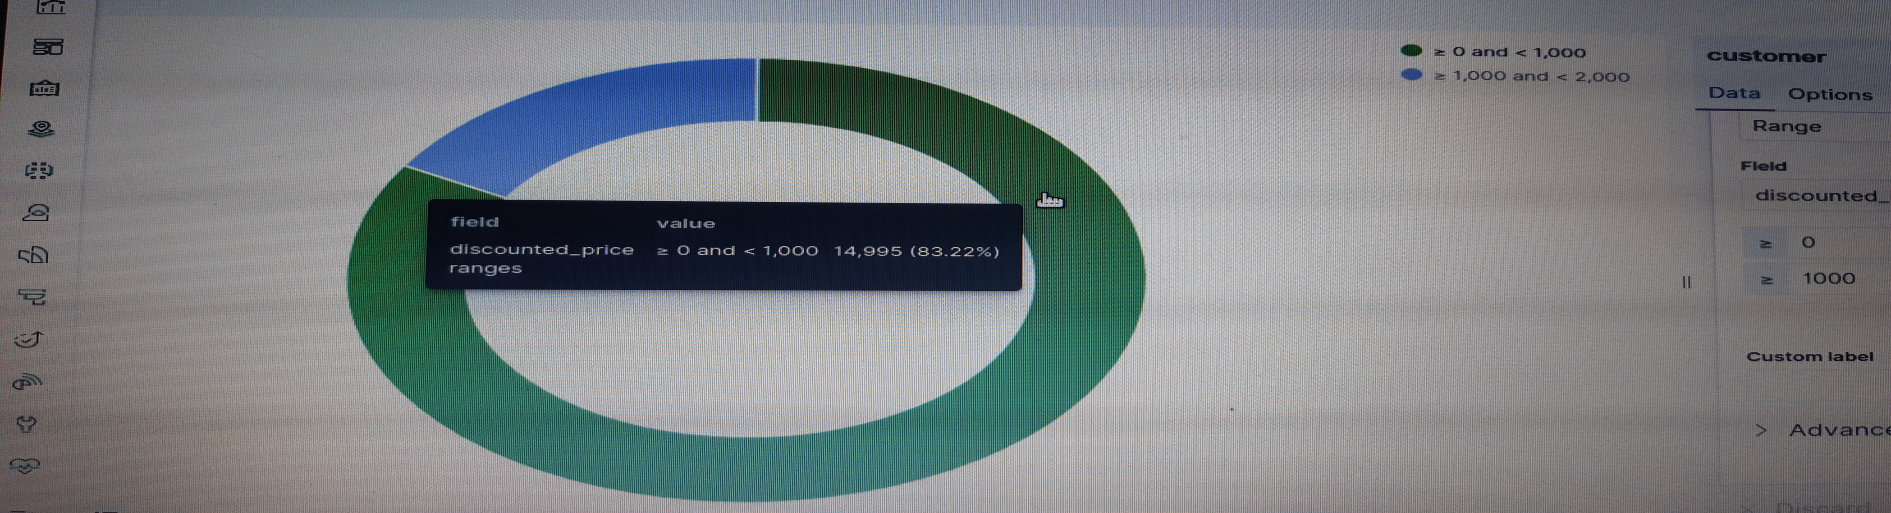 ≥ 0 and < 1,000
≥ 1,000 and < 2,000
field value
discounted_price ≥ 0 and < 1,000 14,995 (83.22%)
ranges
customer
Data Options
Range
Field
discounted_
≥ 0
≥ 1000
Custom label
> Advance
Discard